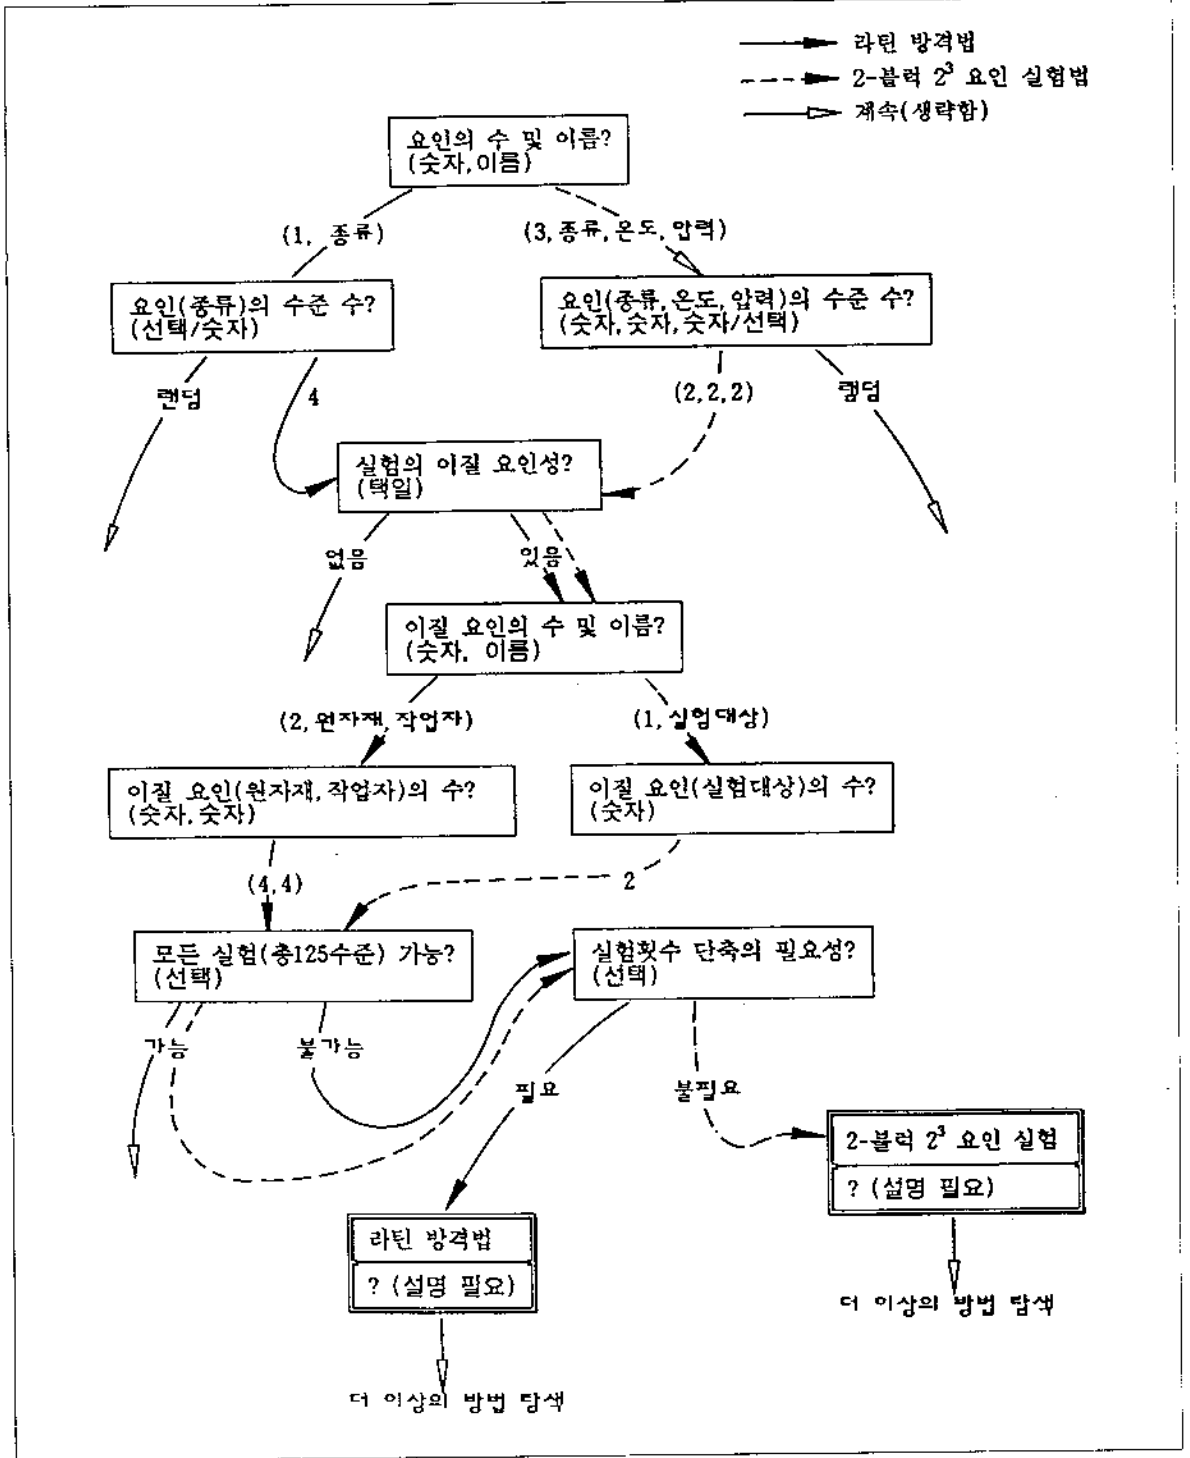 라틴 방격법
2-블럭 2³ 요인 실험법
계속(생략함)
요인의 수 및 이름?
(숫자,이름)
(1, 종류)
(3,종류,온도,압력)
요인(종류)의 수준 수?
(선택/숫자)
요인(종류,온도,압력)의 수준 수?
(숫자,숫자,숫자/선택)
랜덤
4
(2,2,2)
램덤
실험의 이질 요인성?
(택일)
없음
있음
이질 요인의 수 및 이름?
(숫자, 이름)
(2,원자재,작업자)
(1,실험대상)
이질 요인(원자재,작업자)의 수?
(숫자,숫자)
이질 요인(실험대상)의 수?
(숫자)
(4,4)
2
모든 실험(총125수준) 가능?
(선택)
실험횟수 단축의 필요성?
(선택)
가능
불가능
필요
불필요
2-블럭 2³ 요인 실험
? (설명 필요)
라틴 방격법
? (설명 필요)
더 이상의 방법 탐색
더 이상의 방법 탐색